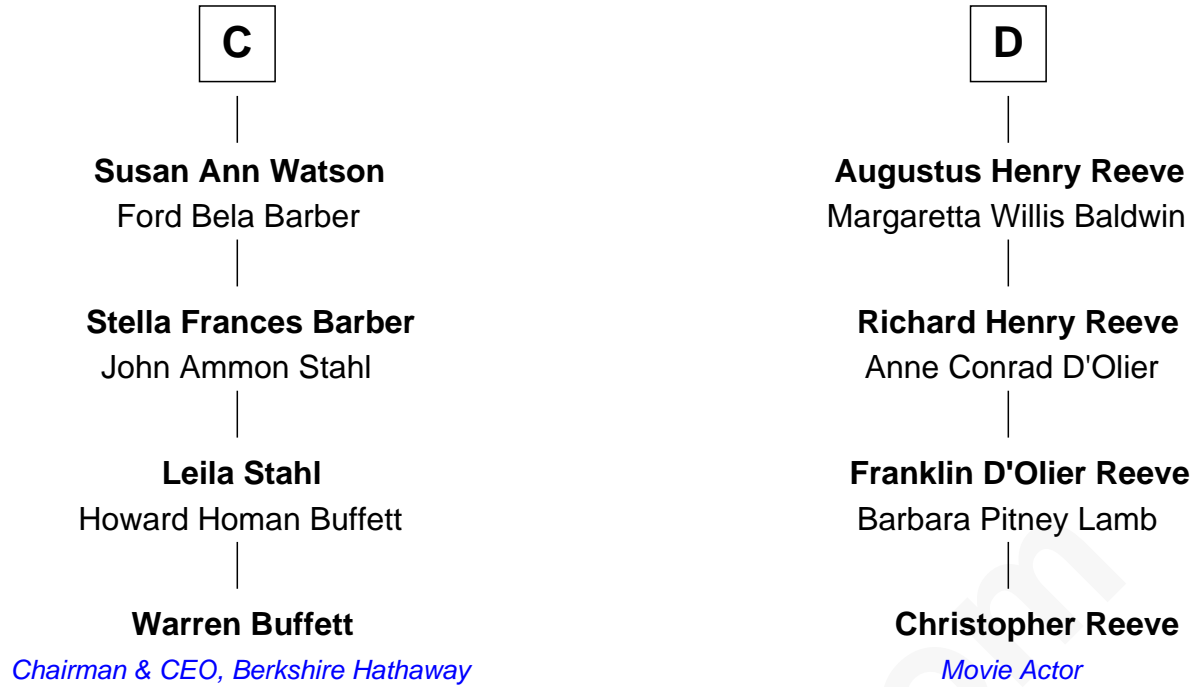 C
D
Susan Ann Watson
Ford Bela Barber
Augustus Henry Reeve
Margaretta Willis Baldwin
Stella Frances Barber
John Ammon Stahl
Richard Henry Reeve
Anne Conrad D'Olier
Leila Stahl
Howard Homan Buffett
Franklin D'Olier Reeve
Barbara Pitney Lamb
Warren Buffett
Chairman & CEO, Berkshire Hathaway
Christopher Reeve
Movie Actor